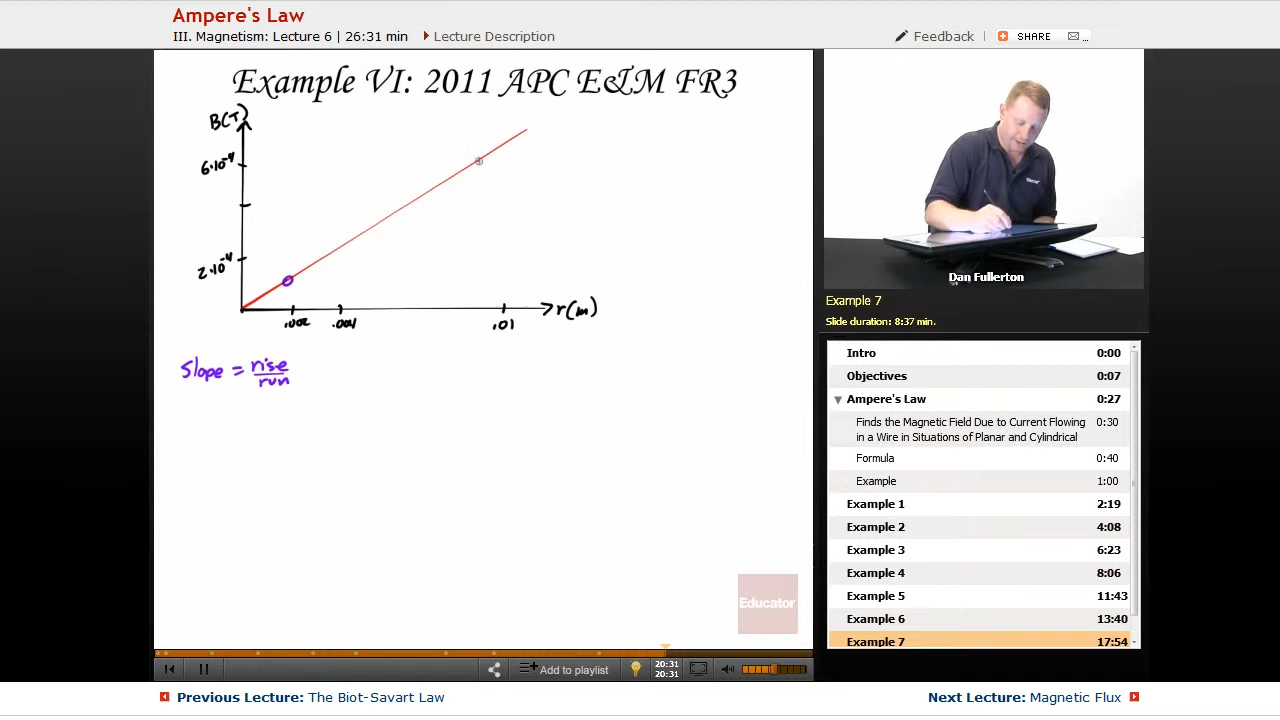 Ampere's Law
III. Magnetism: Lecture 6 | 26:31 min
Lecture Description
Feedback
SHARE
Example VI: 2011 APC E&M FR3
B(T)
6·10⁻⁴
2·10⁻⁴
.002
.004
.01
r(m)
Slope = rise
run
Educator
Dan Fullerton
Example 7
Slide duration: 8:37 min.
Intro 0:00
Objectives 0:07
Ampere's Law 0:27
Finds the Magnetic Field Due to Current Flowing 0:30
in a Wire in Situations of Planar and Cylindrical
Formula 0:40
Example 1:00
Example 1 2:19
Example 2 4:08
Example 3 6:23
Example 4 8:06
Example 5 11:43
Example 6 13:40
Example 7 17:54
Add to playlist
20:31
20:31
Previous Lecture: The Biot-Savart Law
Next Lecture: Magnetic Flux